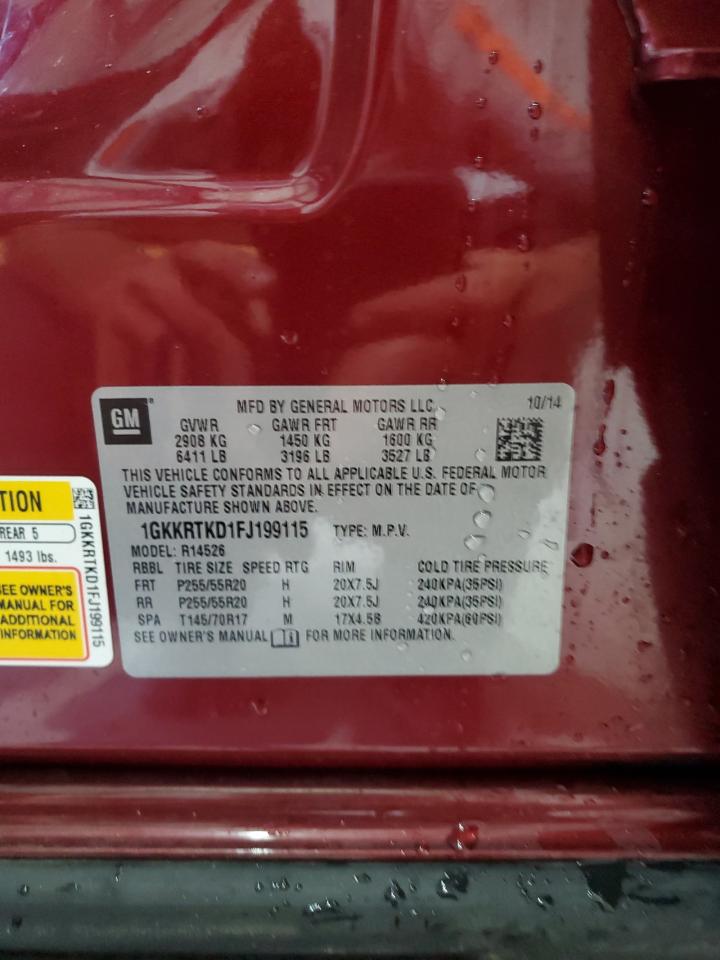 GM
MFD BY GENERAL MOTORS LLC
10/14
GVWR GAWR FRT GAWR RR
2908 KG 1450 KG 1600 KG
6411 LB 3196 LB 3527 LB
THIS VEHICLE CONFORMS TO ALL APPLICABLE U.S. FEDERAL MOTOR
VEHICLE SAFETY STANDARDS IN EFFECT ON THE DATE OF
MANUFACTURE SHOWN ABOVE.
1GKKRTKD1FJ199115 TYPE: M.P.V.
MODEL: R14526
RBBL TIRE SIZE SPEED RTG RIM COLD TIRE PRESSURE
FRT P255/55R20 H 20X7.5J 240KPA(35PSI)
RR P255/55R20 H 20X7.5J 240KPA(35PSI)
SPA T145/70R17 M 17X4.5B 420KPA(60PSI)
SEE OWNER'S MANUAL i FOR MORE INFORMATION.
TION
REAR 5
1493 lbs.
SEE OWNER'S
MANUAL FOR
ADDITIONAL
INFORMATION
1GKKRTKD1FJ199115